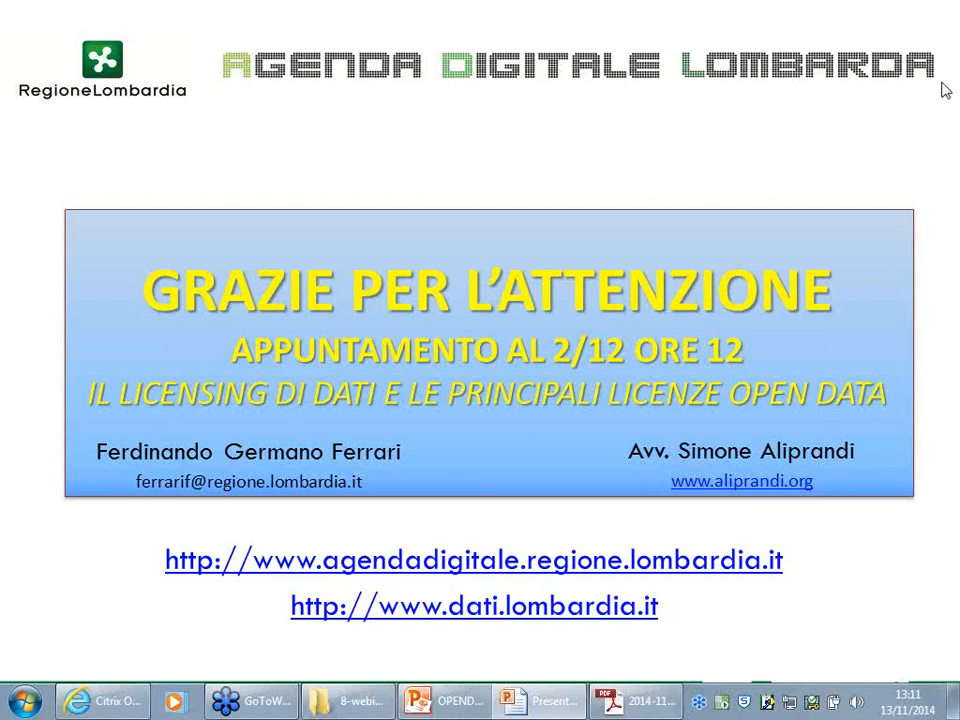 RegioneLombardia
AGENDA DIGITALE LOMBARDA
GRAZIE PER L'ATTENZIONE
APPUNTAMENTO AL 2/12 ORE 12
IL LICENSING DI DATI E LE PRINCIPALI LICENZE OPEN DATA
Ferdinando Germano Ferrari
Avv. Simone Aliprandi
ferrarif@regione.lombardia.it
www.aliprandi.org
http://www.agendadigitale.regione.lombardia.it
http://www.dati.lombardia.it
Citrix O... GoToW... 8-webi... OPEND... Present... PDF 2014-11...
13:11
13/11/2014